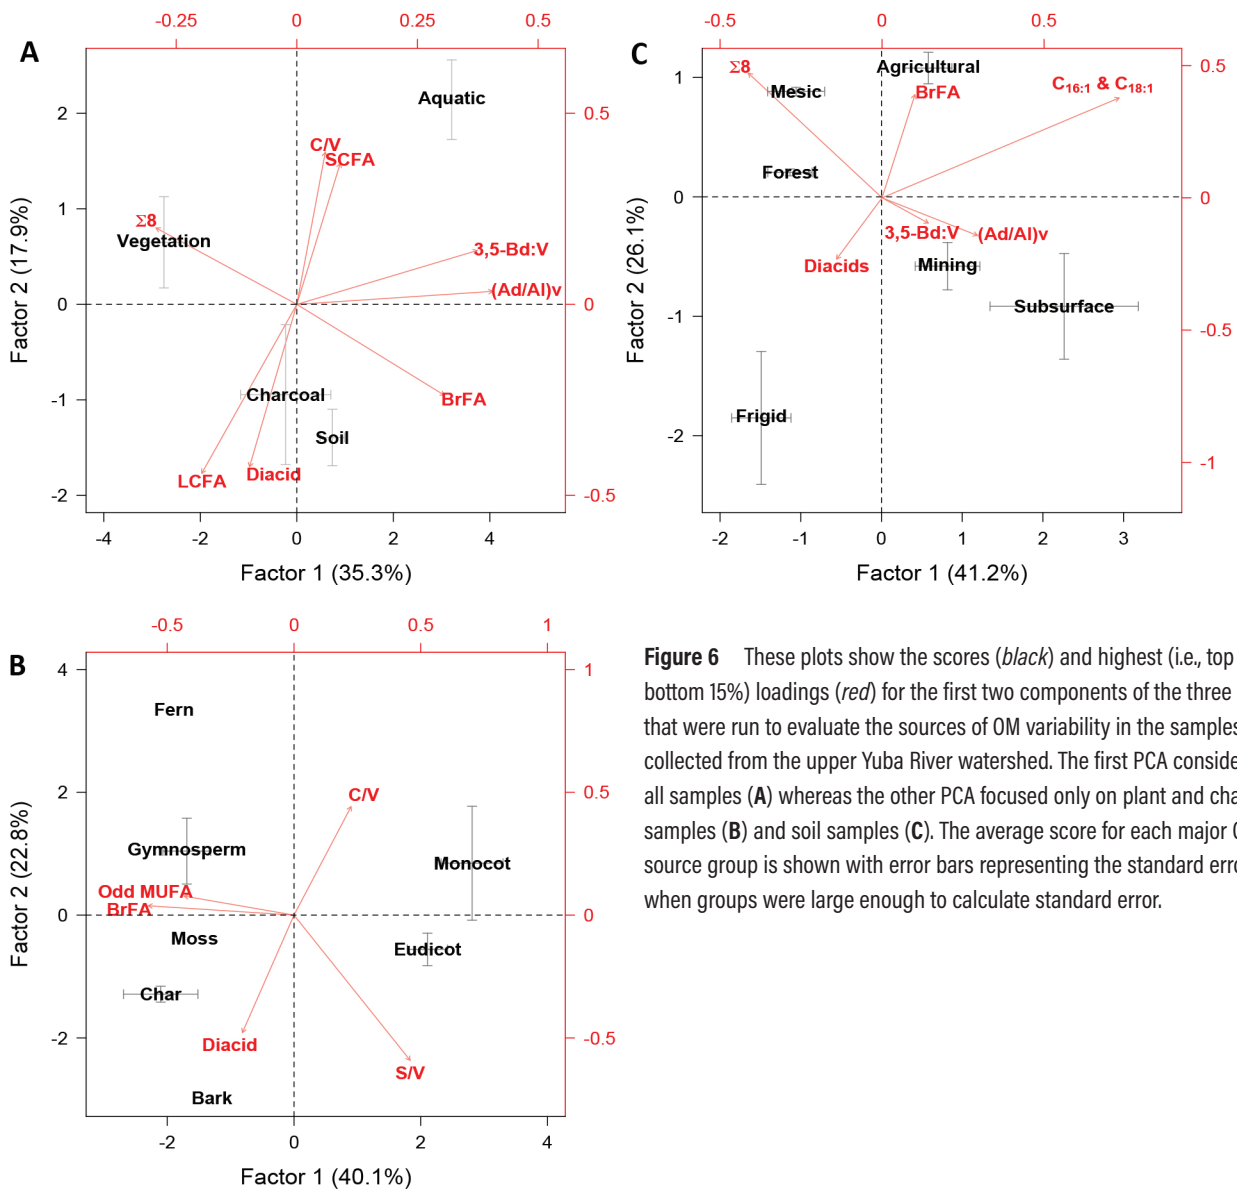 A
-0.25
0
0.25
0.5
2
1
0
-1
-2
0.5
0
-0.5
Aquatic
C/V
SCFA
Σ8
Vegetation
3,5-Bd:V
(Ad/Al)v
Charcoal
BrFA
Soil
LCFA
Diacid
-4
-2
0
2
4
Factor 1 (35.3%)
Factor 2 (17.9%)
C
-0.5
0
0.5
1
0
-1
-2
0.5
0
-0.5
-1
Σ8
Agricultural
Mesic
BrFA
C16:1 & C18:1
Forest
3,5-Bd:V
(Ad/Al)v
Diacids
Mining
Subsurface
Frigid
-2
-1
0
1
2
3
Factor 1 (41.2%)
Factor 2 (26.1%)
B
-0.5
0
0.5
1
4
2
0
-2
1
0.5
0
-0.5
Fern
C/V
Gymnosperm
Monocot
Odd MUFA
BrFA
Moss
Eudicot
Char
Diacid
S/V
Bark
-2
0
2
4
Factor 1 (40.1%)
Factor 2 (22.8%)
Figure 6 These plots show the scores (black) and highest (i.e., top
bottom 15%) loadings (red) for the first two components of the three
that were run to evaluate the sources of OM variability in the samples
collected from the upper Yuba River watershed. The first PCA conside
all samples (A) whereas the other PCA focused only on plant and cha
samples (B) and soil samples (C). The average score for each major
source group is shown with error bars representing the standard erro
when groups were large enough to calculate standard error.